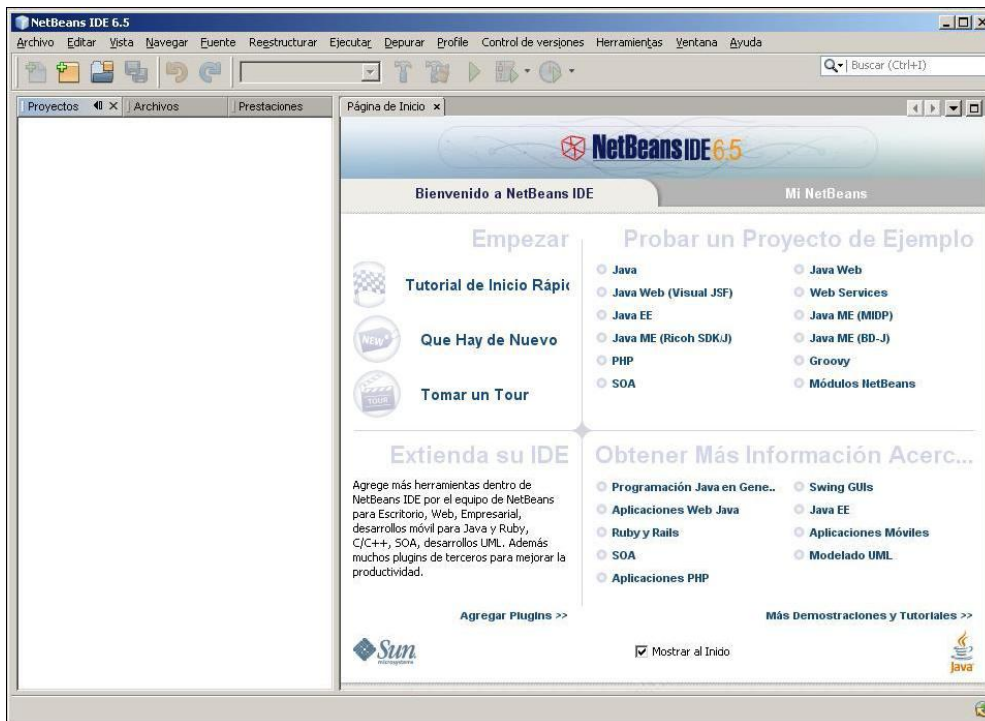 NetBeans IDE 6.5
Archivo Editar Vista Navegar Fuente Reestructurar Ejecutar Depurar Profile Control de versiones Herramientas Ventana Ayuda
Buscar (Ctrl+I)
Proyectos Archivos Prestaciones
Página de Inicio
NetBeans IDE 6.5
Bienvenido a NetBeans IDE
Mi NetBeans
Empezar
Tutorial de Inicio Rápic
NEW
Que Hay de Nuevo
TOUR
Tomar un Tour
Probar un Proyecto de Ejemplo
Java
Java Web
Java Web (Visual JSF)
Web Services
Java EE
Java ME (MIDP)
Java ME (Ricoh SDK/J)
Java ME (BD-J)
PHP
Groovy
SOA
Módulos NetBeans
Extienda su IDE
Agrege más herramientas dentro de
NetBeans IDE por el equipo de NetBeans
para Escritorio, Web, Empresarial,
desarrollos móvil para Java y Ruby,
C/C++, SOA, desarrollos UML. Además
muchos plugins de terceros para mejorar la
productividad.
Agregar Plugins >>
Obtener Más Información Acerc...
Programación Java en Gene..
Swing GUIs
Aplicaciones Web Java
Java EE
Ruby y Rails
Aplicaciones Móviles
SOA
Modelado UML
Aplicaciones PHP
Más Demostraciones y Tutoriales >>
Sun
microsystems
Mostrar al Inicio
Java